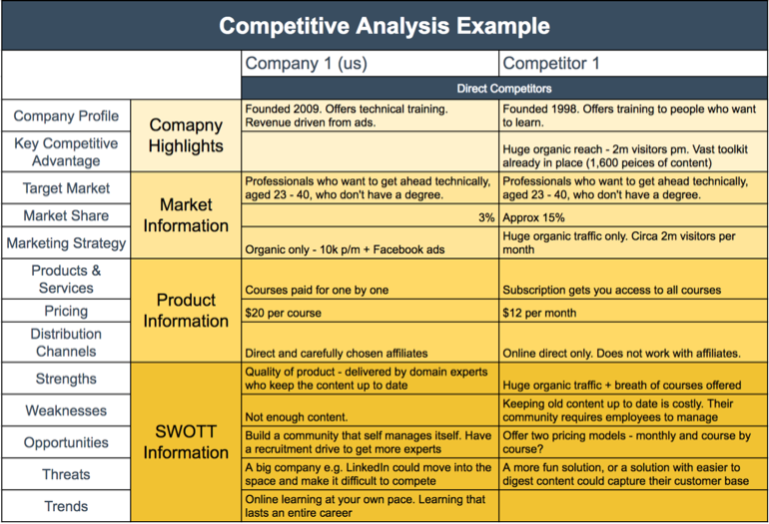 Competitive Analysis Example
Company 1 (us)
Competitor 1
Direct Competitors
Company Profile
Comapny
Highlights
Founded 2009. Offers technical training.
Revenue driven from ads.
Founded 1998. Offers training to people who want
to learn.
Key Competitive
Advantage
Huge organic reach - 2m visitors pm. Vast toolkit
already in place (1,600 peices of content)
Target Market
Market
Information
Professionals who want to get ahead technically,
aged 23 - 40, who don't have a degree.
Professionals who want to get ahead technically,
aged 23 - 40, who don't have a degree.
Market Share
3%
Approx 15%
Marketing Strategy
Organic only - 10k p/m + Facebook ads
Huge organic traffic only. Circa 2m visitors per
month
Products &
Services
Product
Information
Courses paid for one by one
Subscription gets you access to all courses
Pricing
$20 per course
$12 per month
Distribution
Channels
Direct and carefully chosen affiliates
Online direct only. Does not work with affiliates.
Strengths
SWOTT
Information
Quality of product - delivered by domain experts
who keep the content up to date
Huge organic traffic + breath of courses offered
Weaknesses
Not enough content.
Keeping old content up to date is costly. Their
community requires employees to manage
Opportunities
Build a community that self manages itself. Have
a recruitment drive to get more experts
Offer two pricing models - monthly and course by
course?
Threats
A big company e.g. LinkedIn could move into the
space and make it difficult to compete
A more fun solution, or a solution with easier to
digest content could capture their customer base
Trends
Online learning at your own pace. Learning that
lasts an entire career